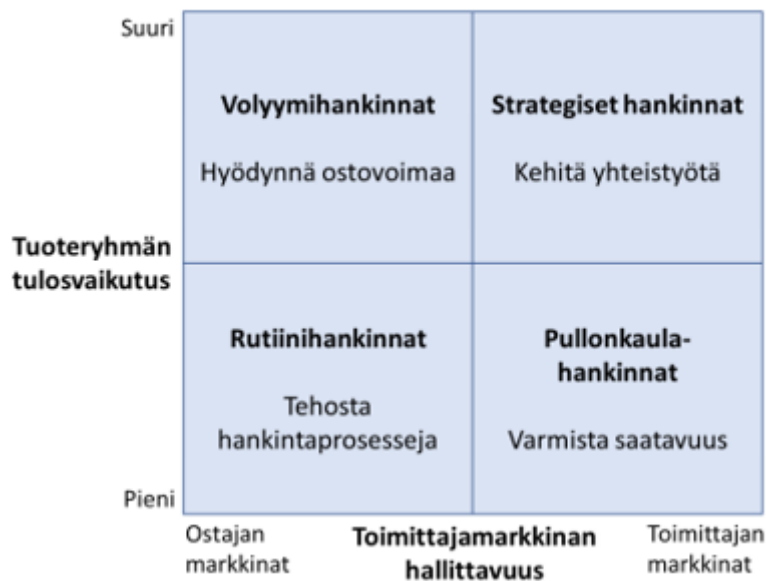 Suuri
Volyymihankinnat
Strategiset hankinnat
Hyödynnä ostovoimaa
Kehitä yhteistyötä
Tuoteryhmän
tulosvaikutus
Rutiinihankinnat
Pullonkaula-
hankinnat
Tehosta
hankintaprosesseja
Varmista saatavuus
Pieni
Ostajan
markkinat
Toimittajamarkkinan
hallittavuus
Toimittajan
markkinat